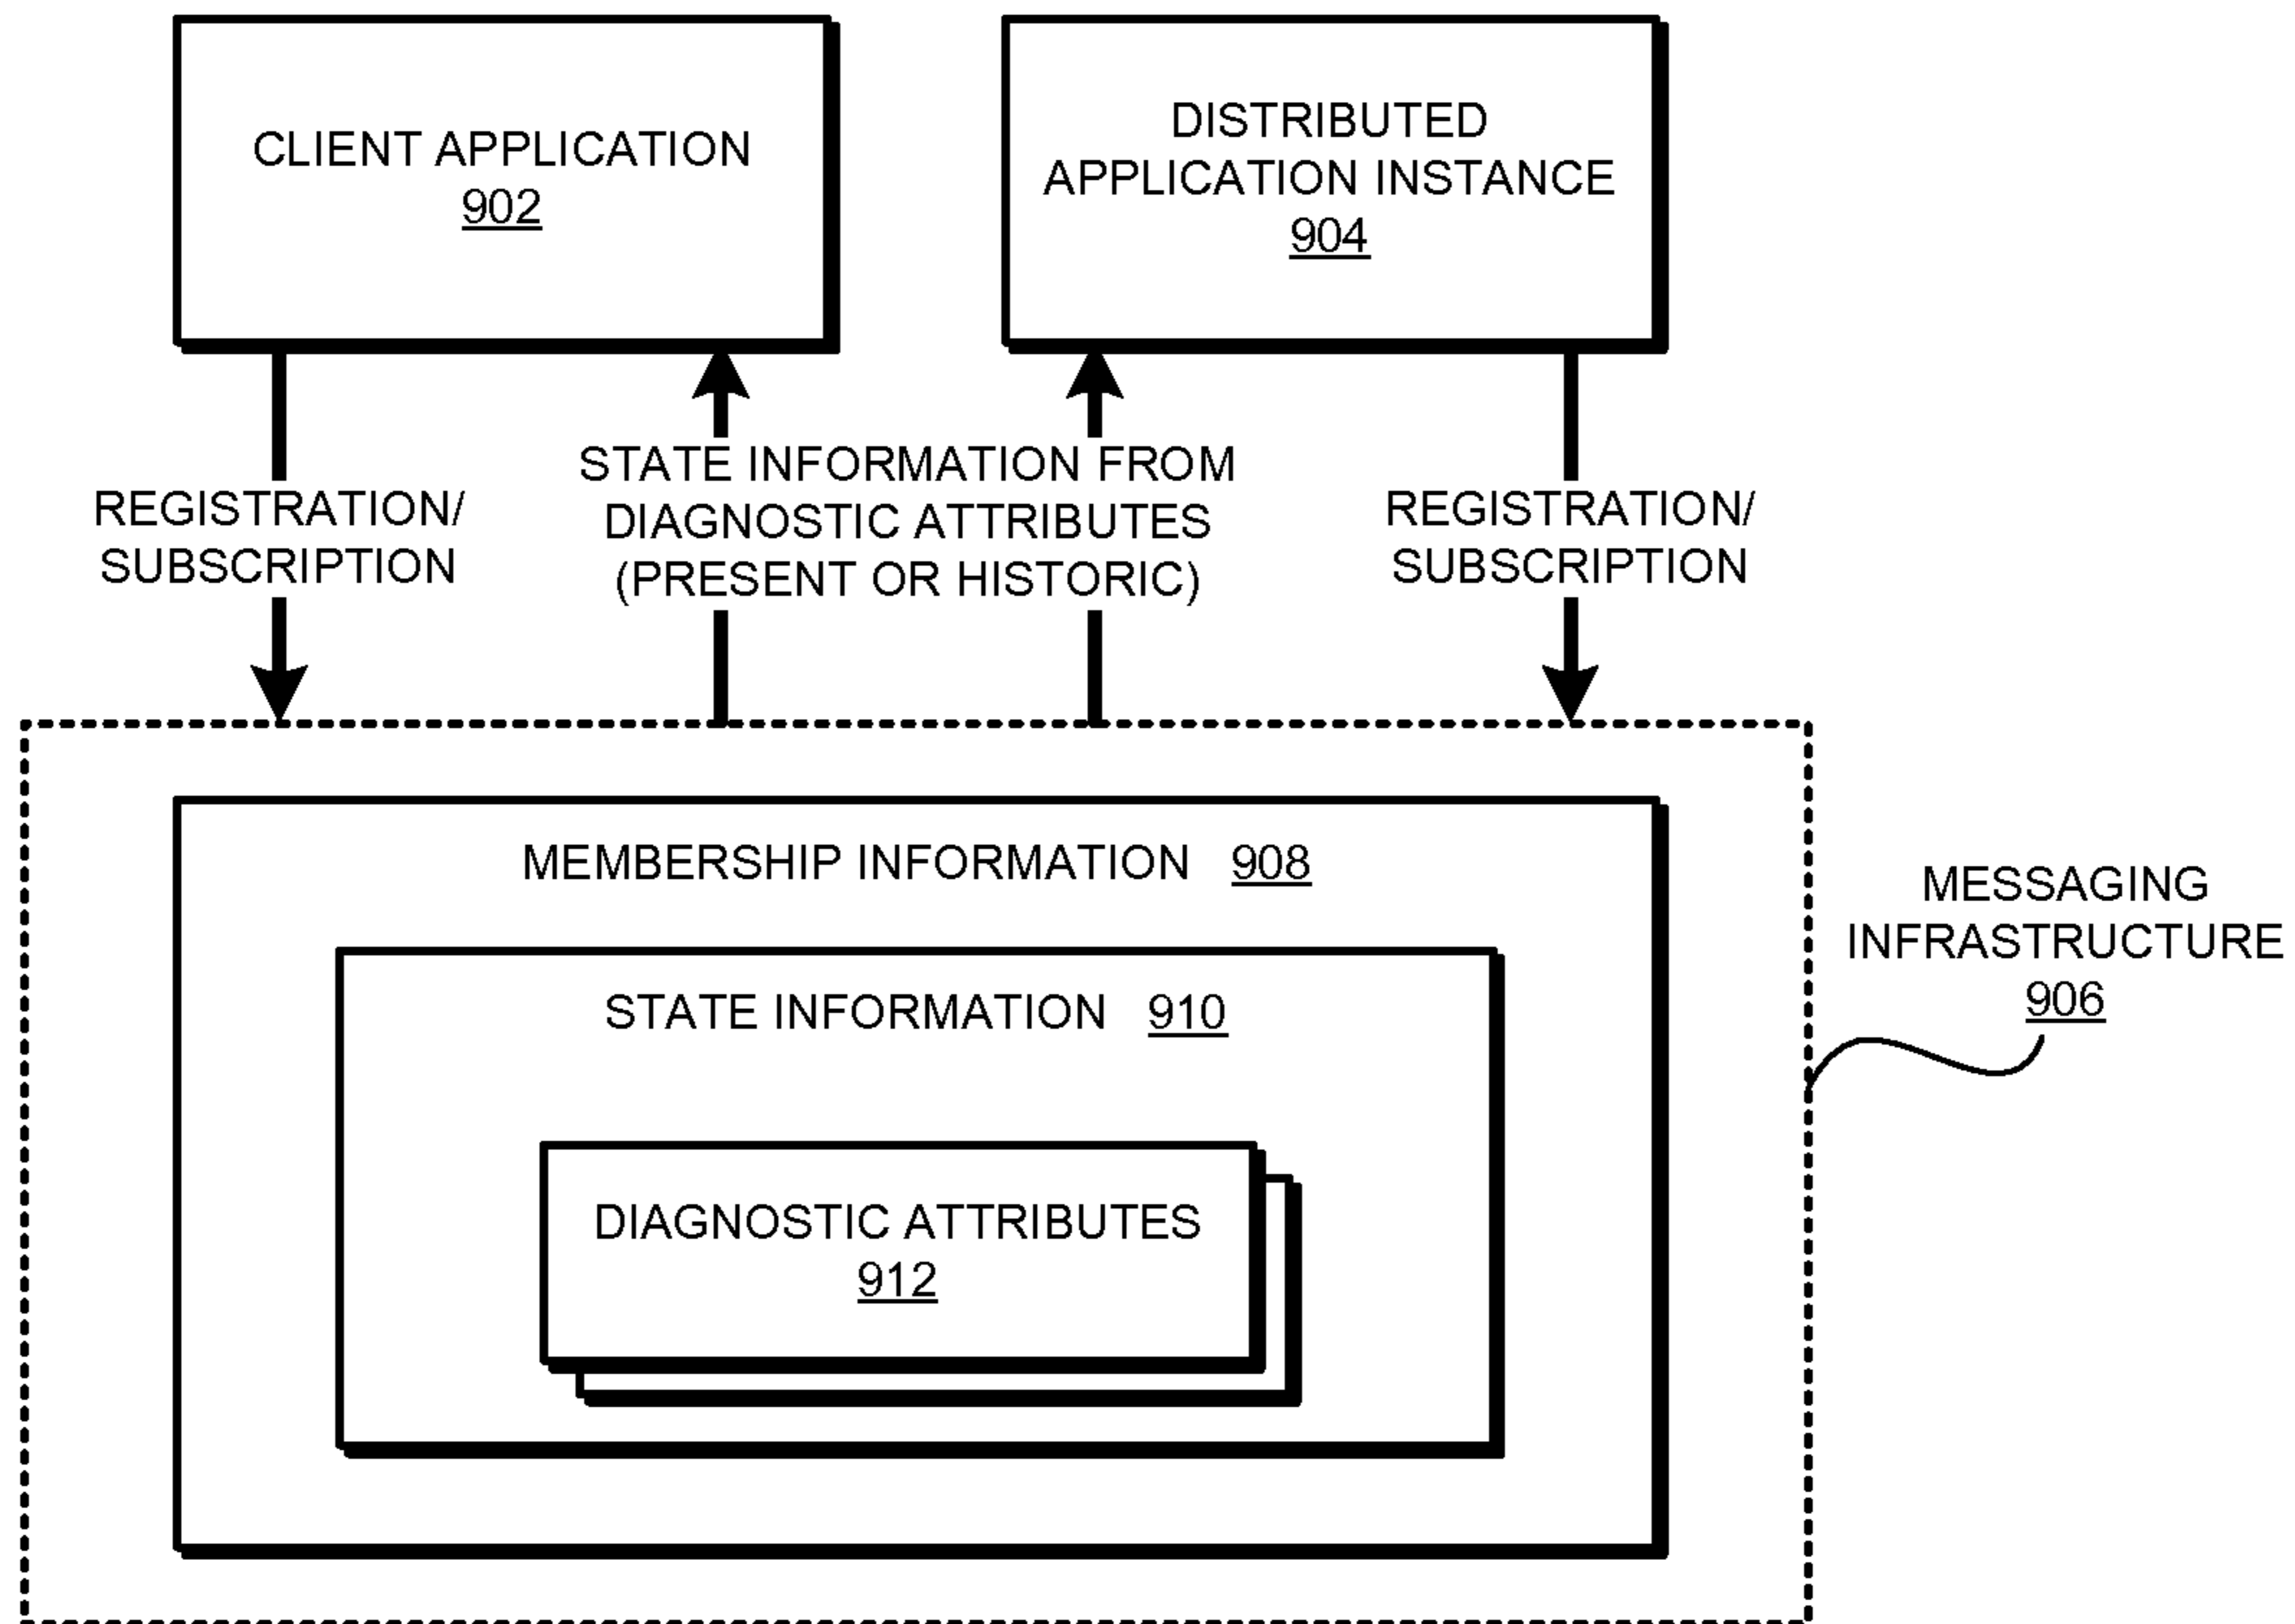 CLIENT APPLICATION
902
DISTRIBUTED
APPLICATION INSTANCE
904
REGISTRATION/
SUBSCRIPTION
STATE INFORMATION FROM
DIAGNOSTIC ATTRIBUTES
(PRESENT OR HISTORIC)
REGISTRATION/
SUBSCRIPTION
MEMBERSHIP INFORMATION 908
STATE INFORMATION 910
DIAGNOSTIC ATTRIBUTES
912
MESSAGING
INFRASTRUCTURE
906